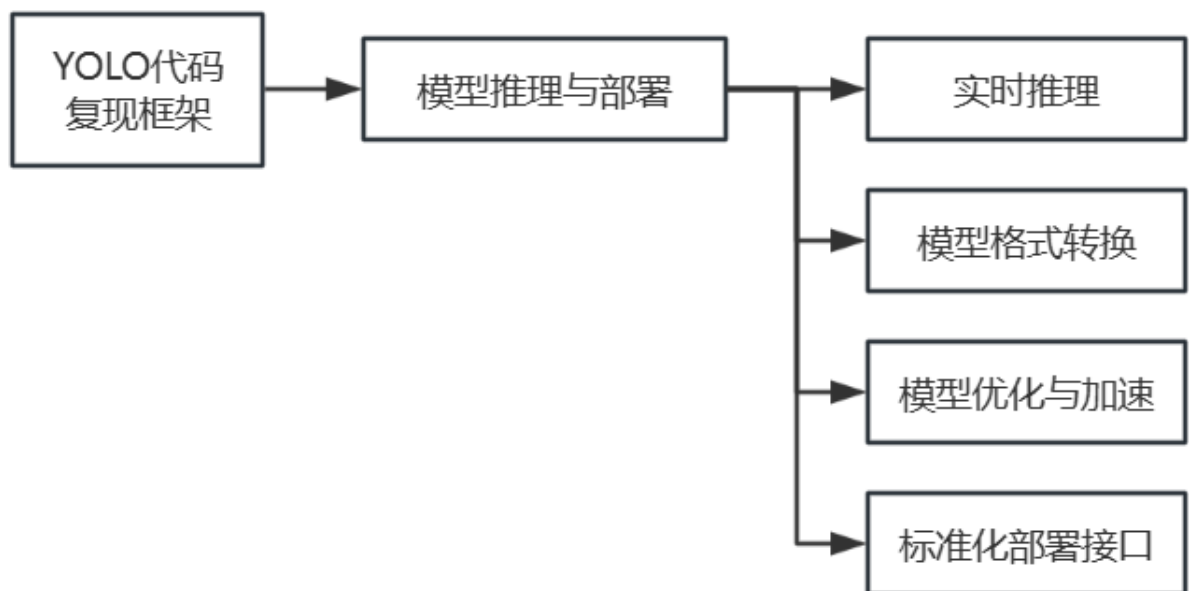 YOLO代码
复现框架
模型推理与部署
实时推理
模型格式转换
模型优化与加速
标准化部署接口